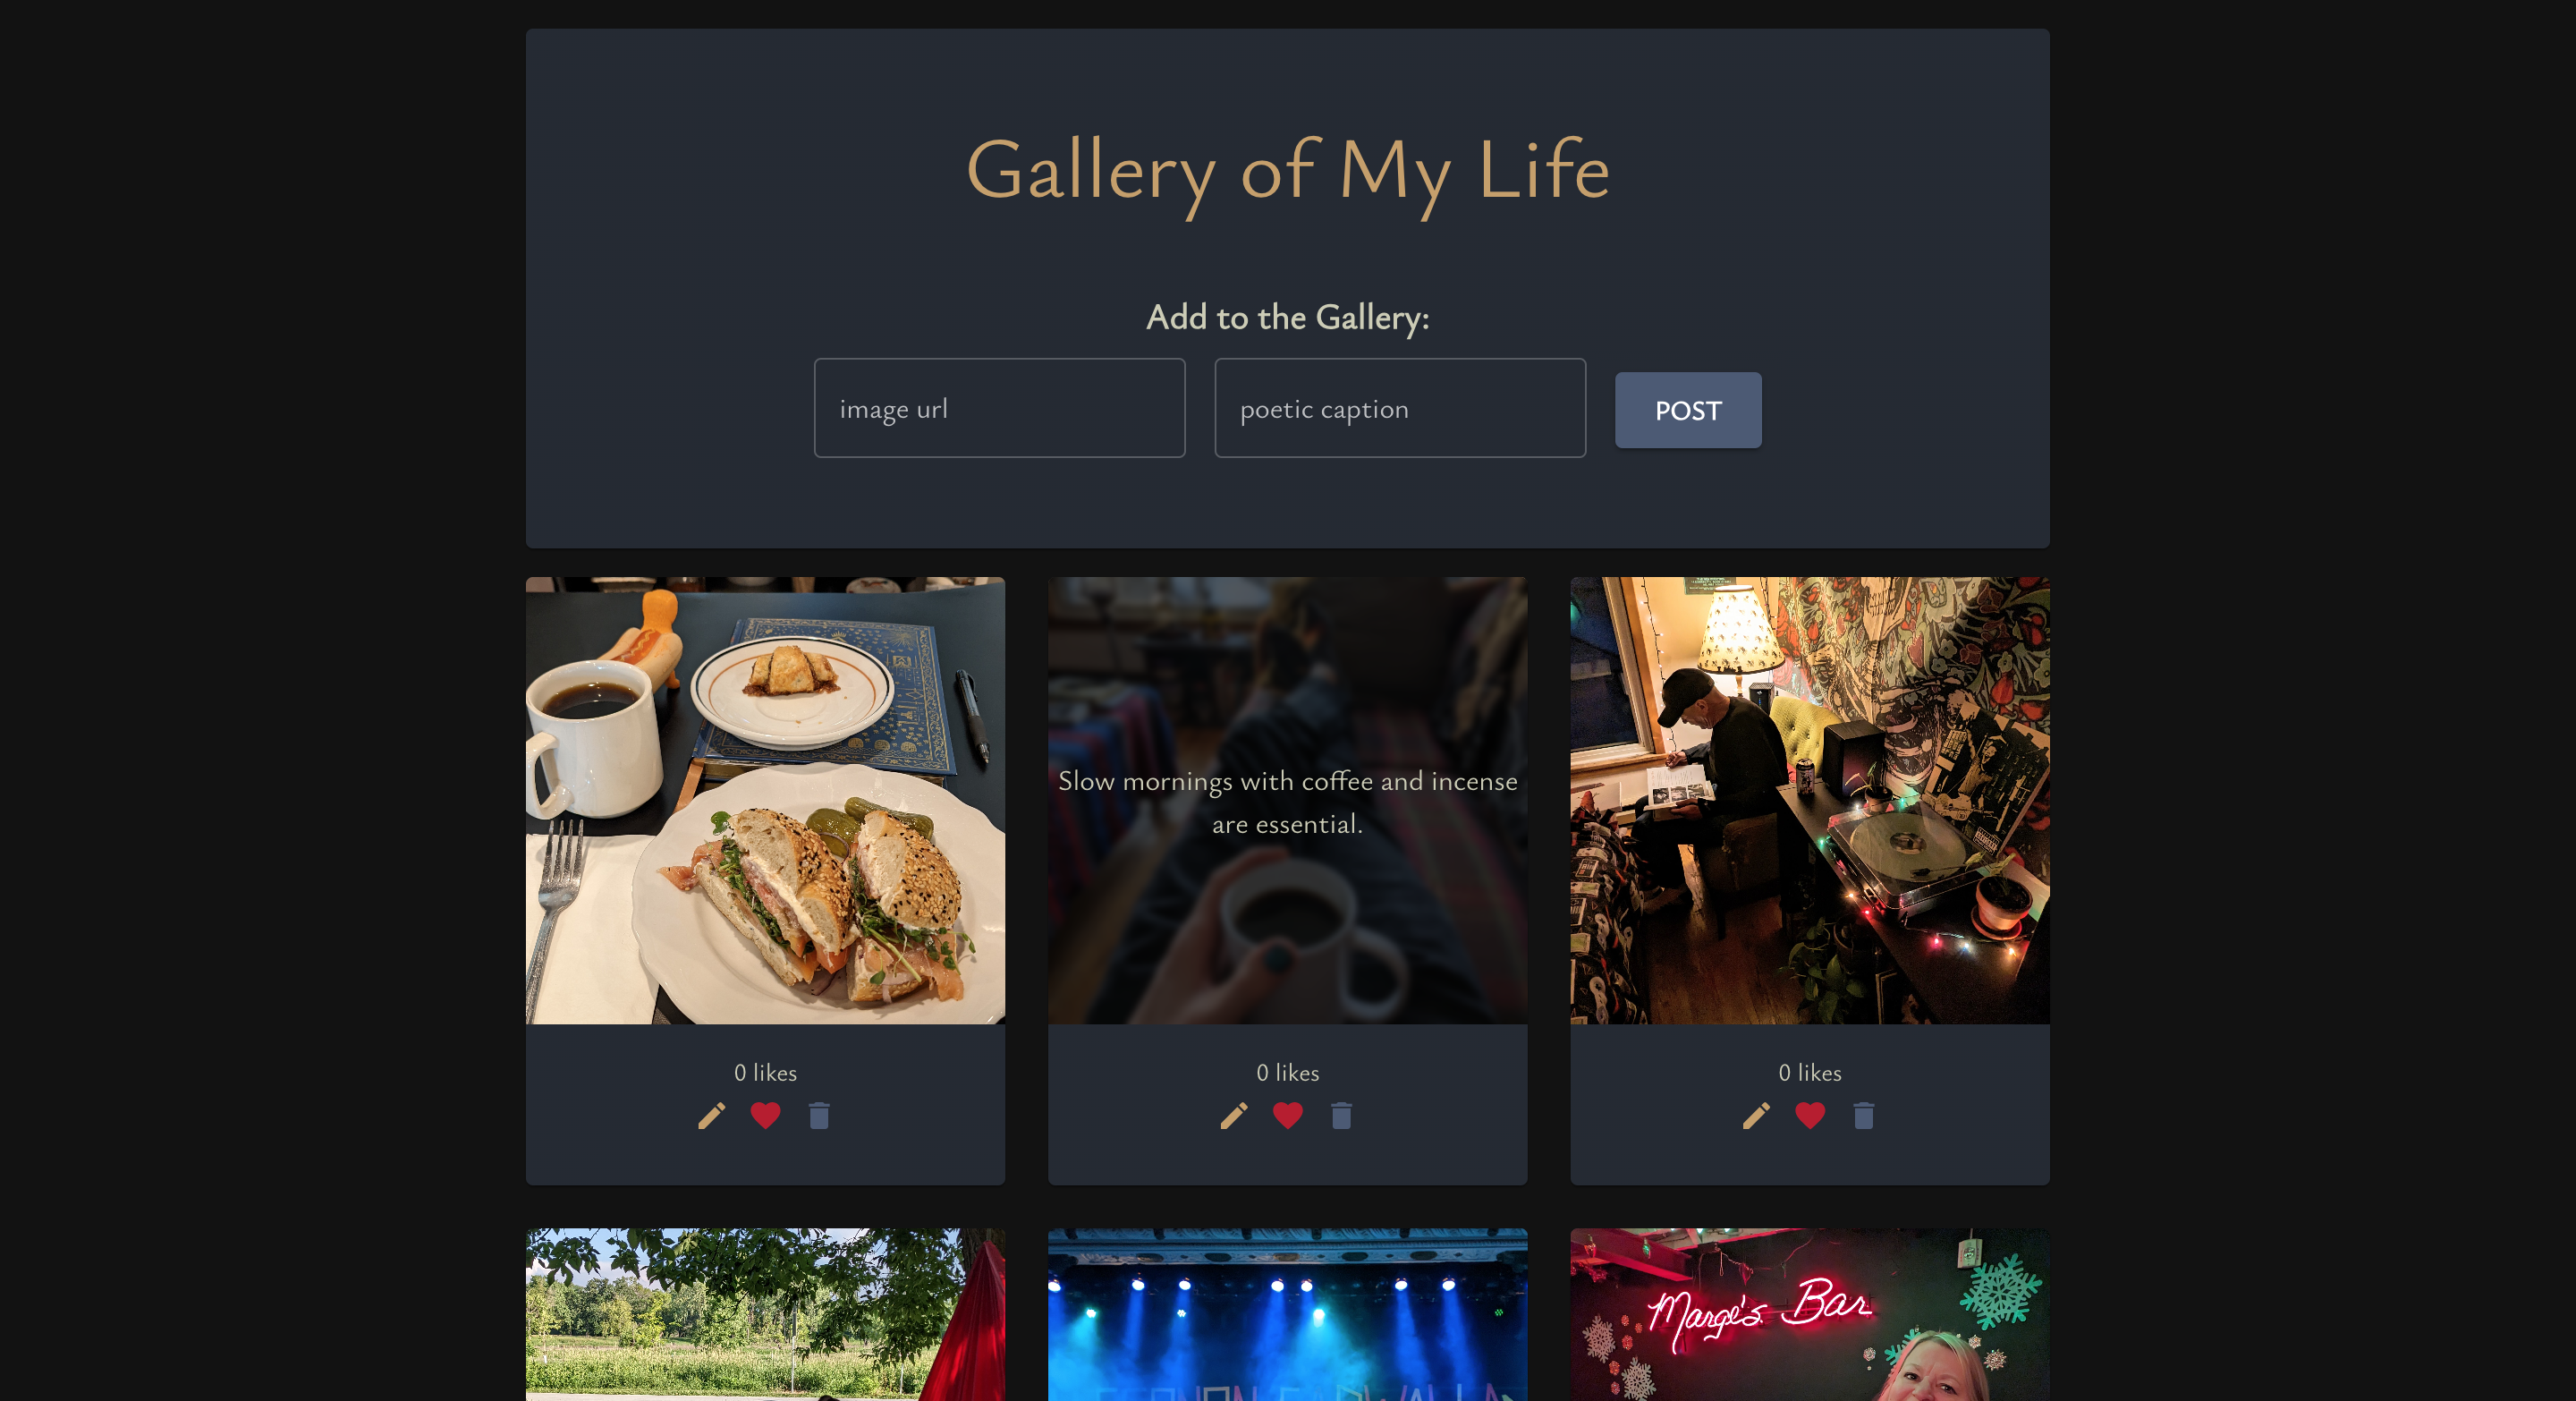 Gallery of My Life
Add to the Gallery:
image url
poetic caption
POST
Slow mornings with coffee and incense
are essential.
0 likes
0 likes
0 likes
Marge's Bar